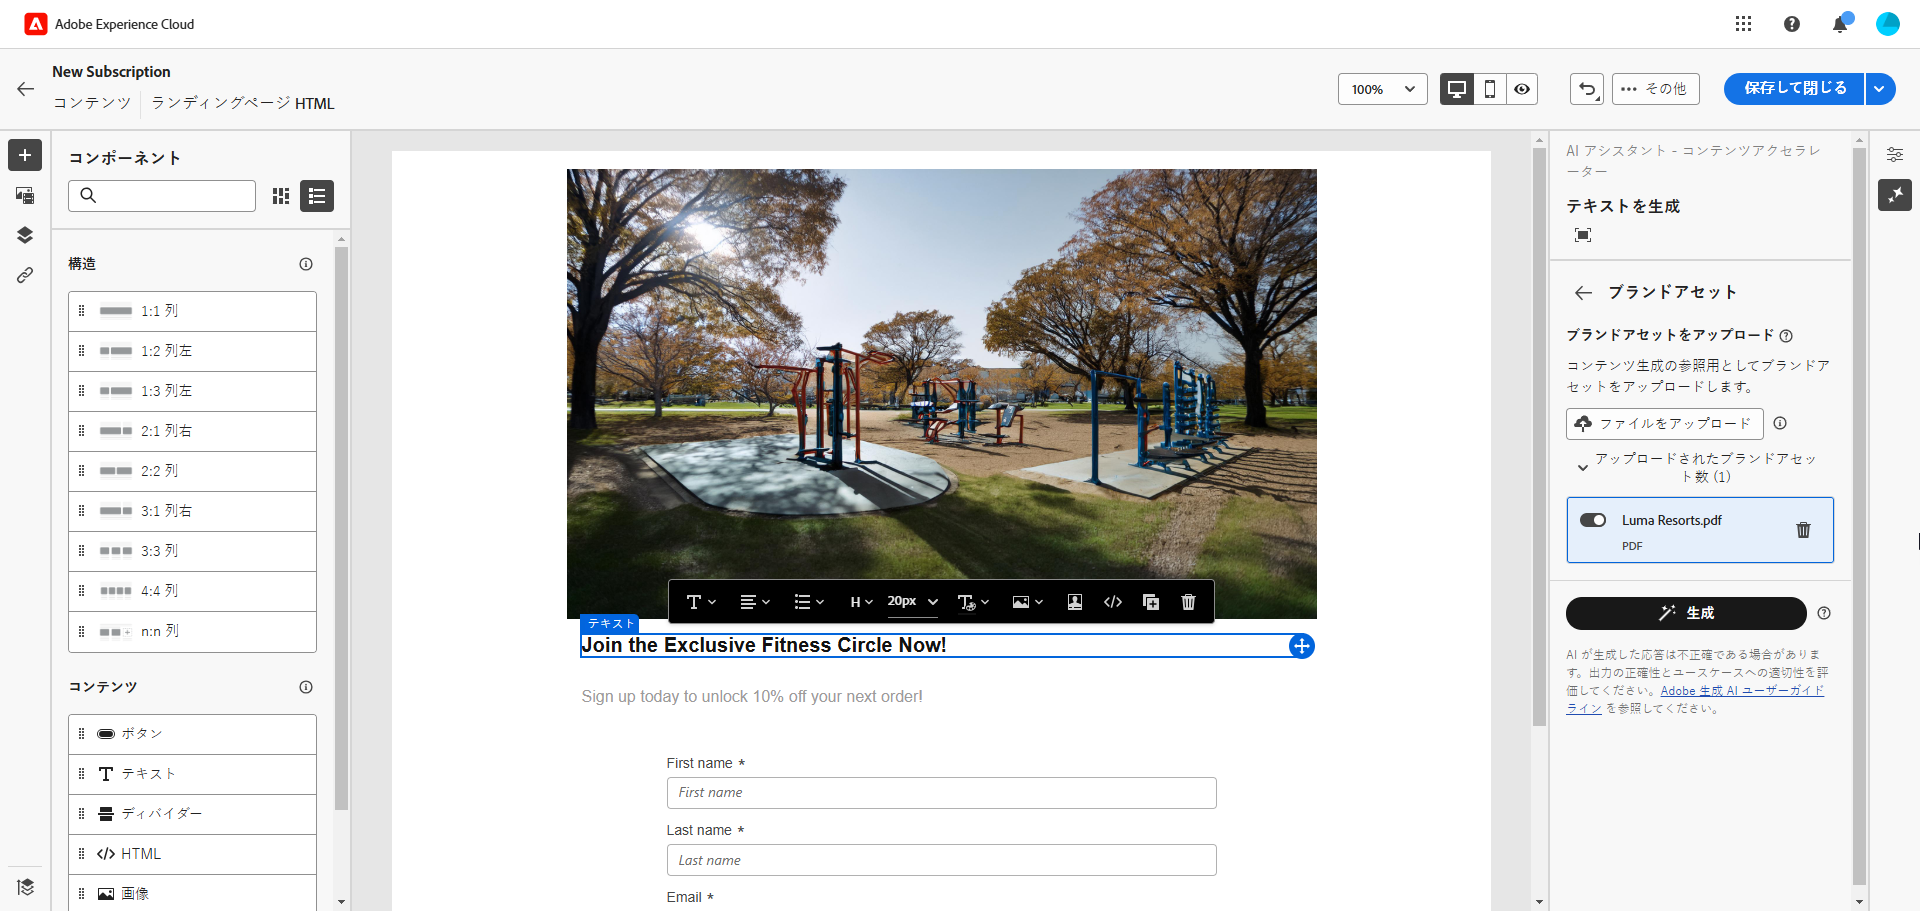 Adobe Experience Cloud
New Subscription
コンテンツ ランディングページ HTML
100%
その他
保存して閉じる
コンポーネント
構造
1:1 列
1:2 列左
1:3 列左
2:1 列右
2:2 列
3:1 列右
3:3 列
4:4 列
n:n 列
コンテンツ
ボタン
テキスト
ディバイダー
HTML
画像
H 20px
テキスト
Join the Exclusive Fitness Circle Now!
Sign up today to unlock 10% off your next order!
First name *
First name
Last name *
Last name
Email *
AI アシスタント - コンテンツアクセラレ
ーター
テキストを生成
ブランドアセット
ブランドアセットをアップロード
コンテンツ生成の参照用としてブランドア
セットをアップロードします。
ファイルをアップロード
アップロードされたブランドアセッ
ト数 (1)
Luma Resorts.pdf
PDF
生成
AI が生成した応答は不正確である場合がありま
す。出力の正確性とユースケースへの適切性を評
価してください。Adobe 生成 AI ユーザーガイド
ライン を参照してください。